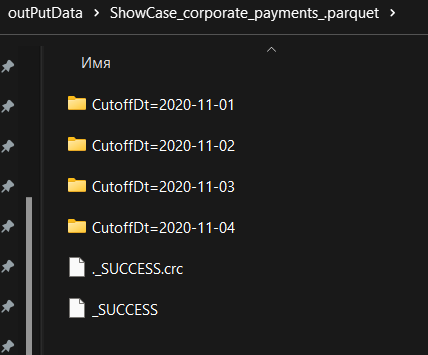 outPutData > ShowCase_corporate_payments_.parquet >
Имя
CutoffDt=2020-11-01
CutoffDt=2020-11-02
CutoffDt=2020-11-03
CutoffDt=2020-11-04
._SUCCESS.crc
_SUCCESS